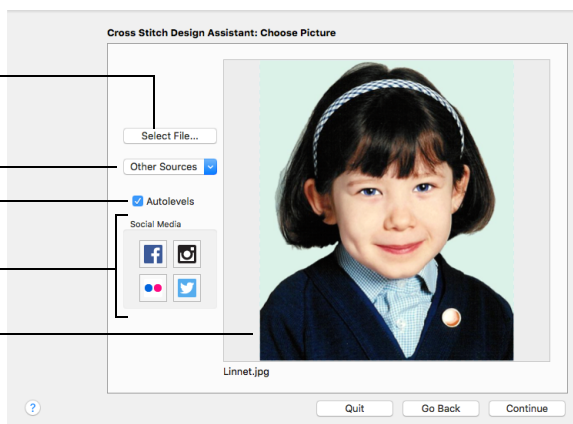 Cross Stitch Design Assistant: Choose Picture
Select File...
Other Sources
Autolevels
Social Media
Linnet.jpg
?
Quit
Go Back
Continue